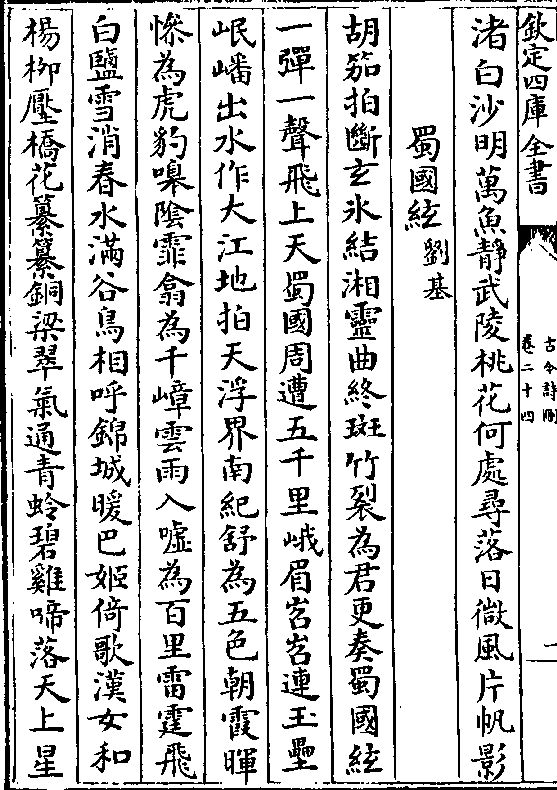 欽定四庫全書
古今詩刪
卷二十四
一
渚白沙明萬魚靜武陵桃花何處尋落日微風片帆影
蜀國絃 劉基
胡笳拍斷玄氷結湘靈曲終斑竹裂為君更奏蜀國絃
一彈一聲飛上天蜀國周遭五千里峨眉岧岧連玉壘
岷嶓出水作大江地拍天浮界南紀舒為五色朝霞暉
慘為虎豹嘷陰霏翕為千嶂雲雨入噓為百里雷霆飛
白鹽雪消春水滿谷鳥相呼錦城暖巴姬倚歌漢女和
楊柳壓橋花纂纂銅梁翠氣通青蛉碧雞啼落天上星